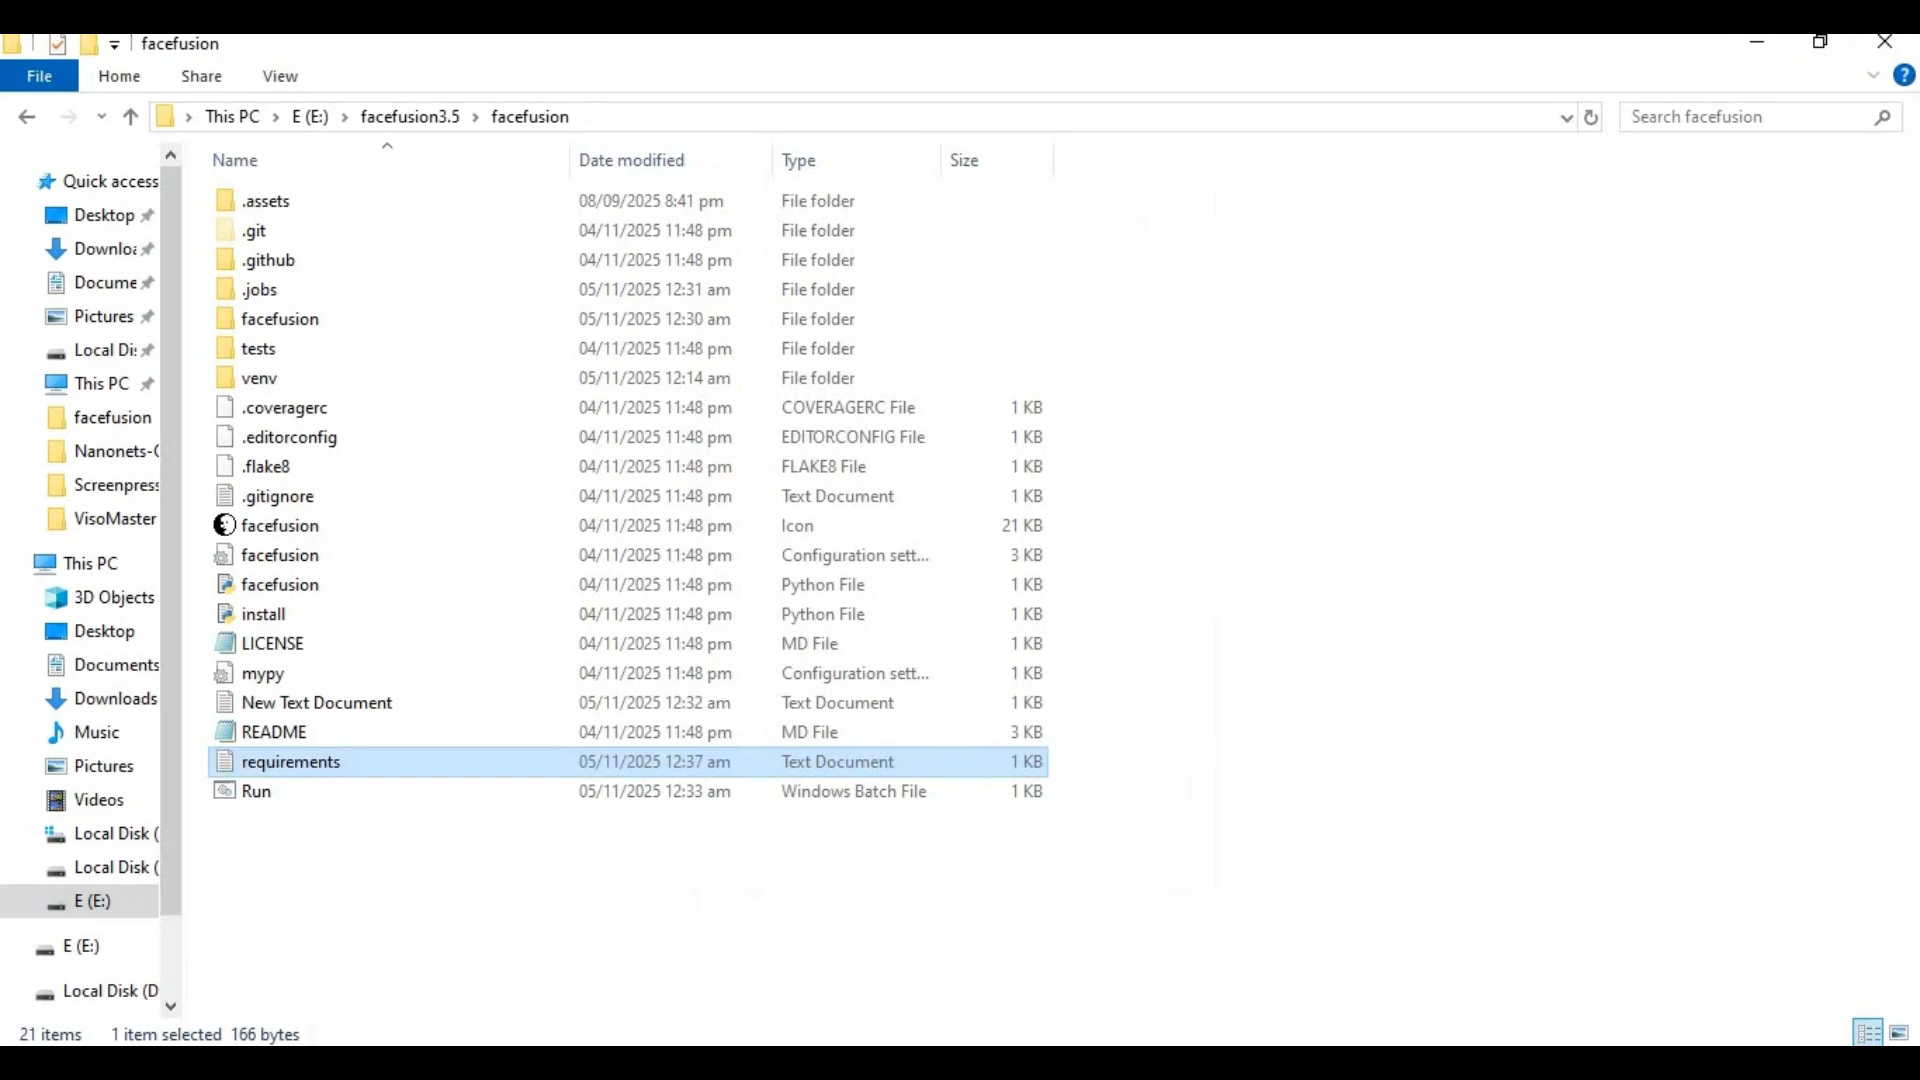 facefusion
File Home Share View
This PC E (E:) facefusion3.5 facefusion Search facefusion
Name Date modified Type Size
Quick access
Desktop
Downloa
Docume
Pictures
Local Dis
This PC
facefusion
Nanonets-
Screenpress
VisoMaster
This PC
3D Objects
Desktop
Documents
Downloads
Music
Pictures
Videos
Local Disk (
Local Disk (
E (E:)
E (E:)
Local Disk (D
.assets 08/09/2025 8:41 pm File folder
.git 04/11/2025 11:48 pm File folder
.github 04/11/2025 11:48 pm File folder
.jobs 05/11/2025 12:31 am File folder
facefusion 05/11/2025 12:30 am File folder
tests 04/11/2025 11:48 pm File folder
venv 05/11/2025 12:14 am File folder
.coveragerc 04/11/2025 11:48 pm COVERAGERC File 1 KB
.editorconfig 04/11/2025 11:48 pm EDITORCONFIG File 1 KB
.flake8 04/11/2025 11:48 pm FLAKE8 File 1 KB
.gitignore 04/11/2025 11:48 pm Text Document 1 KB
facefusion 04/11/2025 11:48 pm Icon 21 KB
facefusion 04/11/2025 11:48 pm Configuration sett... 3 KB
facefusion 04/11/2025 11:48 pm Python File 1 KB
install 04/11/2025 11:48 pm Python File 1 KB
LICENSE 04/11/2025 11:48 pm MD File 1 KB
mypy 04/11/2025 11:48 pm Configuration sett... 1 KB
New Text Document 05/11/2025 12:32 am Text Document 1 KB
README 04/11/2025 11:48 pm MD File 3 KB
requirements 05/11/2025 12:37 am Text Document 1 KB
Run 05/11/2025 12:33 am Windows Batch File 1 KB
21 items 1 item selected 166 bytes